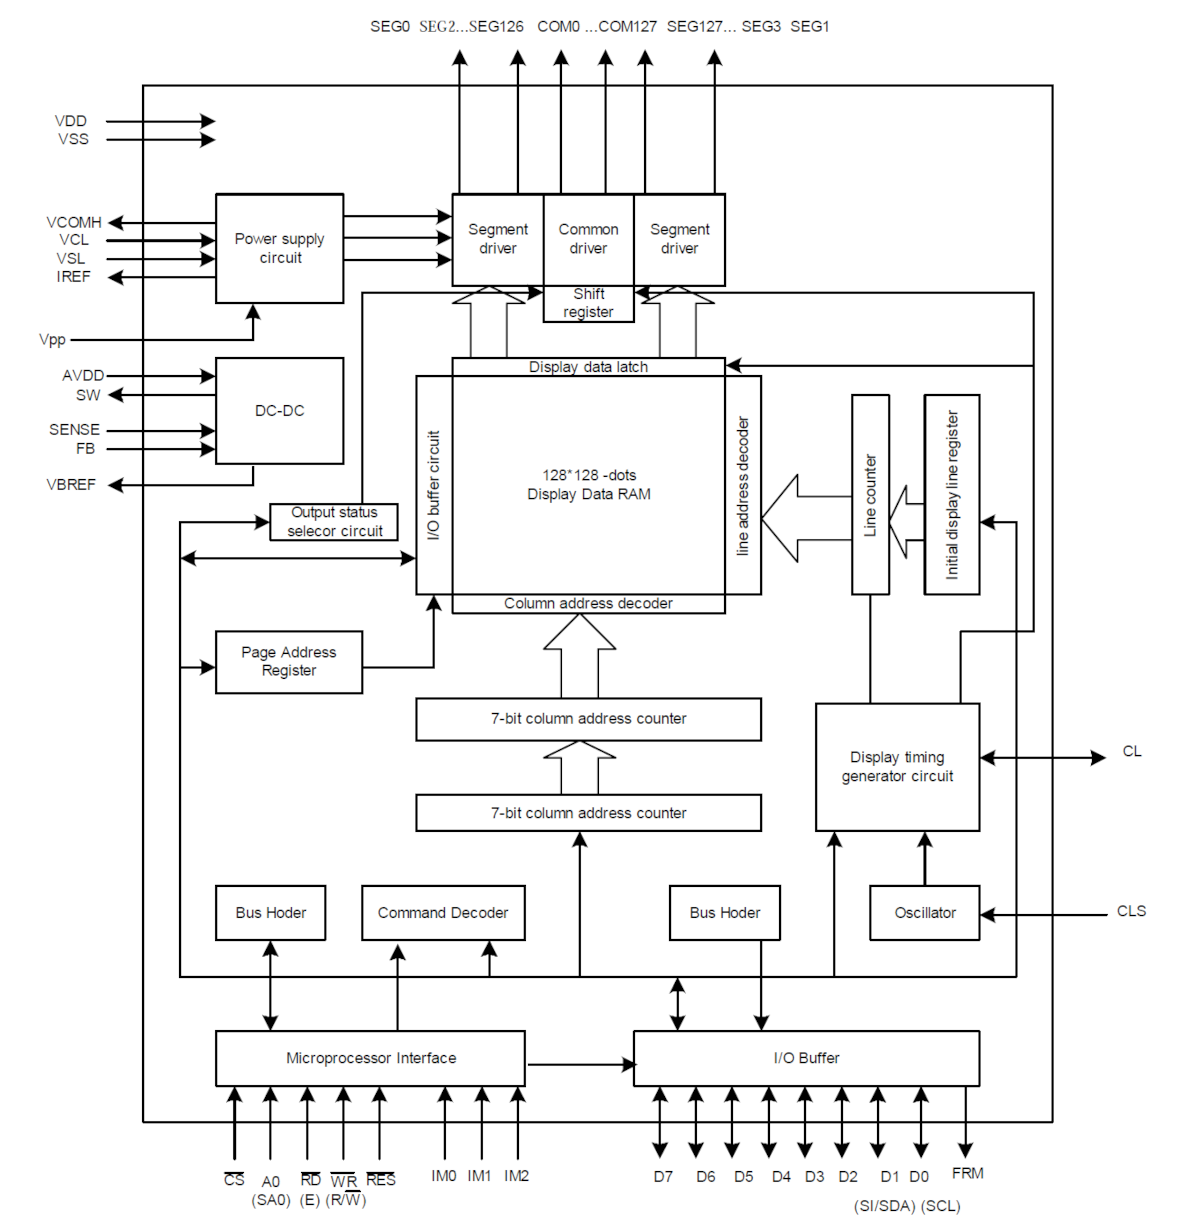 SEG0 SEG2...SEG126 COM0 ...COM127 SEG127... SEG3 SEG1
VDD
VSS
VCOMH
VCL
VSL
IREF
Power supply
circuit
Segment
driver
Common
driver
Segment
driver
Shift
register
Vpp
AVDD
SW
SENSE
FB
VBREF
DC-DC
Display data latch
I/O buffer circuit
128*128 -dots
Display Data RAM
line address decoder
Line counter
Initial display line register
Output status
selecor circuit
Column address decoder
Page Address
Register
7-bit column address counter
7-bit column address counter
Display timing
generator circuit
CL
Bus Hoder
Command Decoder
Bus Hoder
Oscillator
CLS
Microprocessor Interface
I/O Buffer
CS A0 RD WR RES IM0 IM1 IM2 D7 D6 D5 D4 D3 D2 D1 D0 FRM
(SA0) (E) (R/W) (SI/SDA) (SCL)